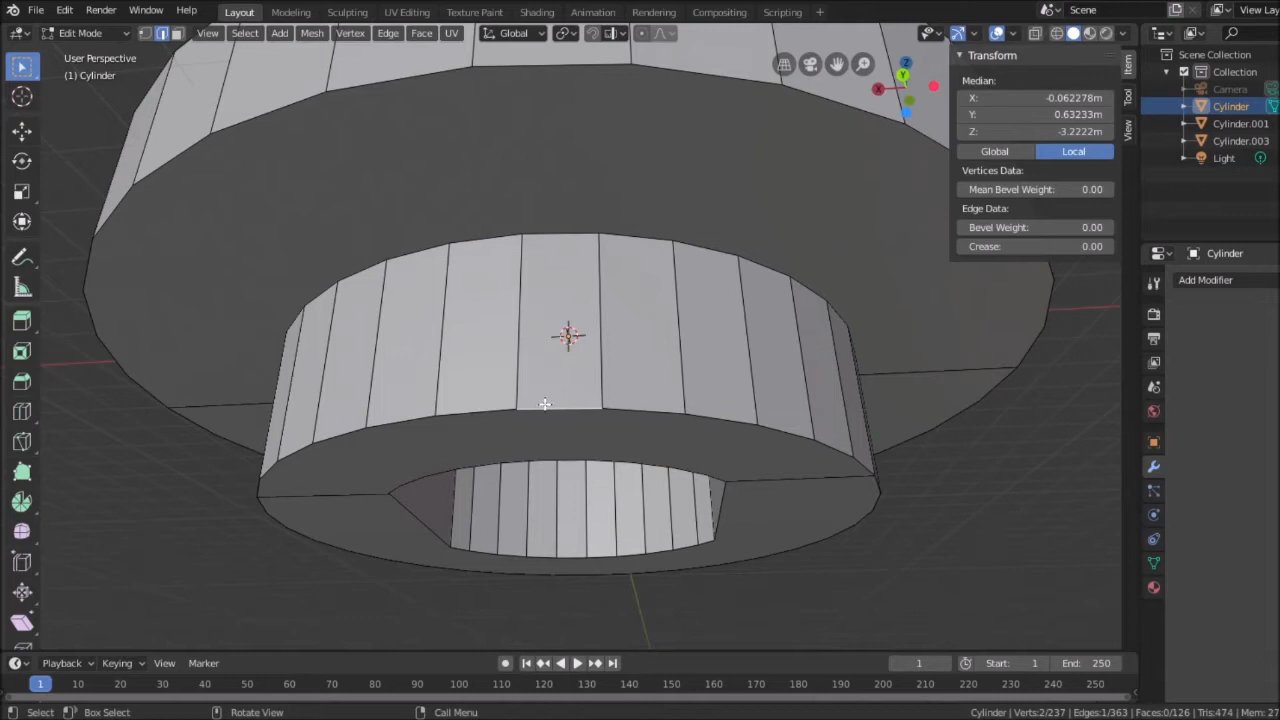 File Edit Render Window Help Layout Modeling Sculpting UV Editing Texture Paint Shading Animation Rendering Compositing Scripting + Scene View Lay
Edit Mode View Select Add Mesh Vertex Edge Face UV Global
User Perspective
(1) Cylinder
Z
Y
X
Transform
Median:
X: -0.062278m
Y: 0.63233m
Z: -3.2222m
Global Local
Vertices Data:
Mean Bevel Weight: 0.00
Edge Data:
Bevel Weight: 0.00
Crease: 0.00
Item
Tool
View
Scene Collection
Collection
Camera
Cylinder
Cylinder.001
Cylinder.003
Light
Cylinder
Add Modifier
Playback Keying View Marker 1 Start: 1 End: 250
1 10 20 30 40 50 60 70 80 90 100 110 120 130 140 150 160 170 180 190 200 210 220 230 240 250
Select Box Select Rotate View Call Menu Cylinder | Verts:2/237 | Edges:1/363 | Faces:0/126 | Tris:474 | Mem: 27